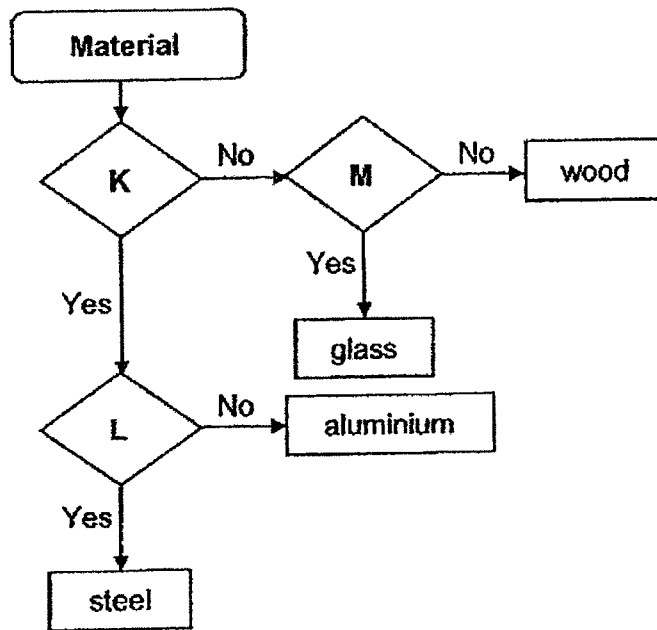 Material
K
No
M
No
wood
Yes
glass
Yes
L
No
aluminium
Yes
steel